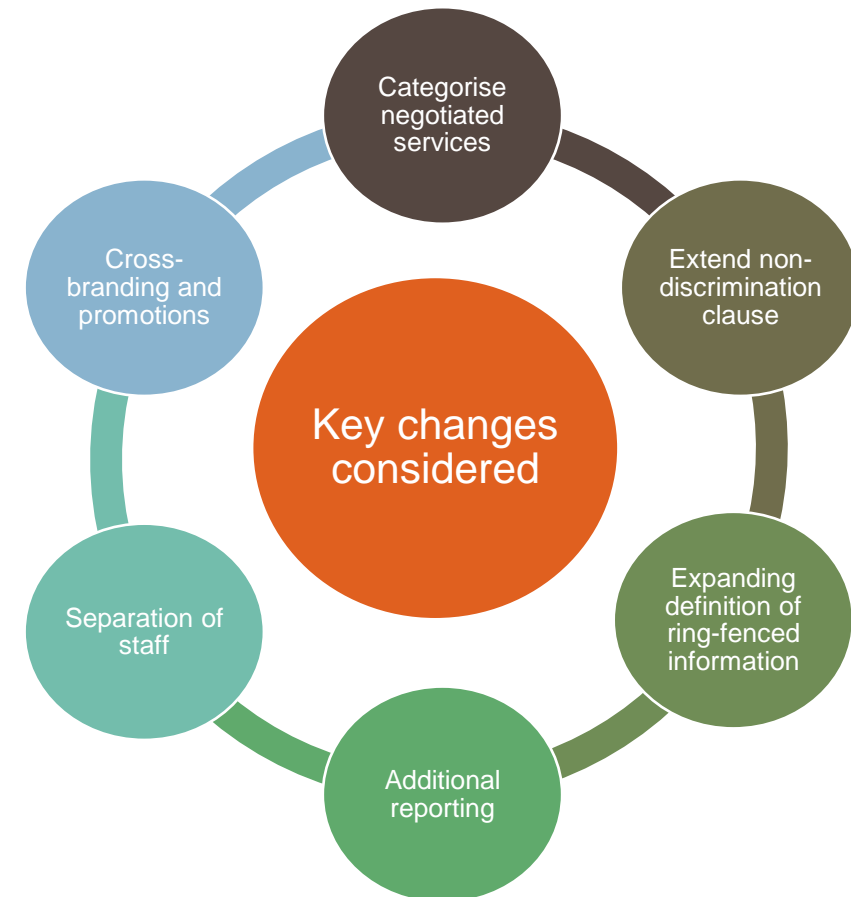 Categorise
negotiated
services
Extend non-
discrimination
clause
Expanding
definition of
ring-fenced
information
Additional
reporting
Separation of
staff
Cross-
branding and
promotions
Key changes
considered